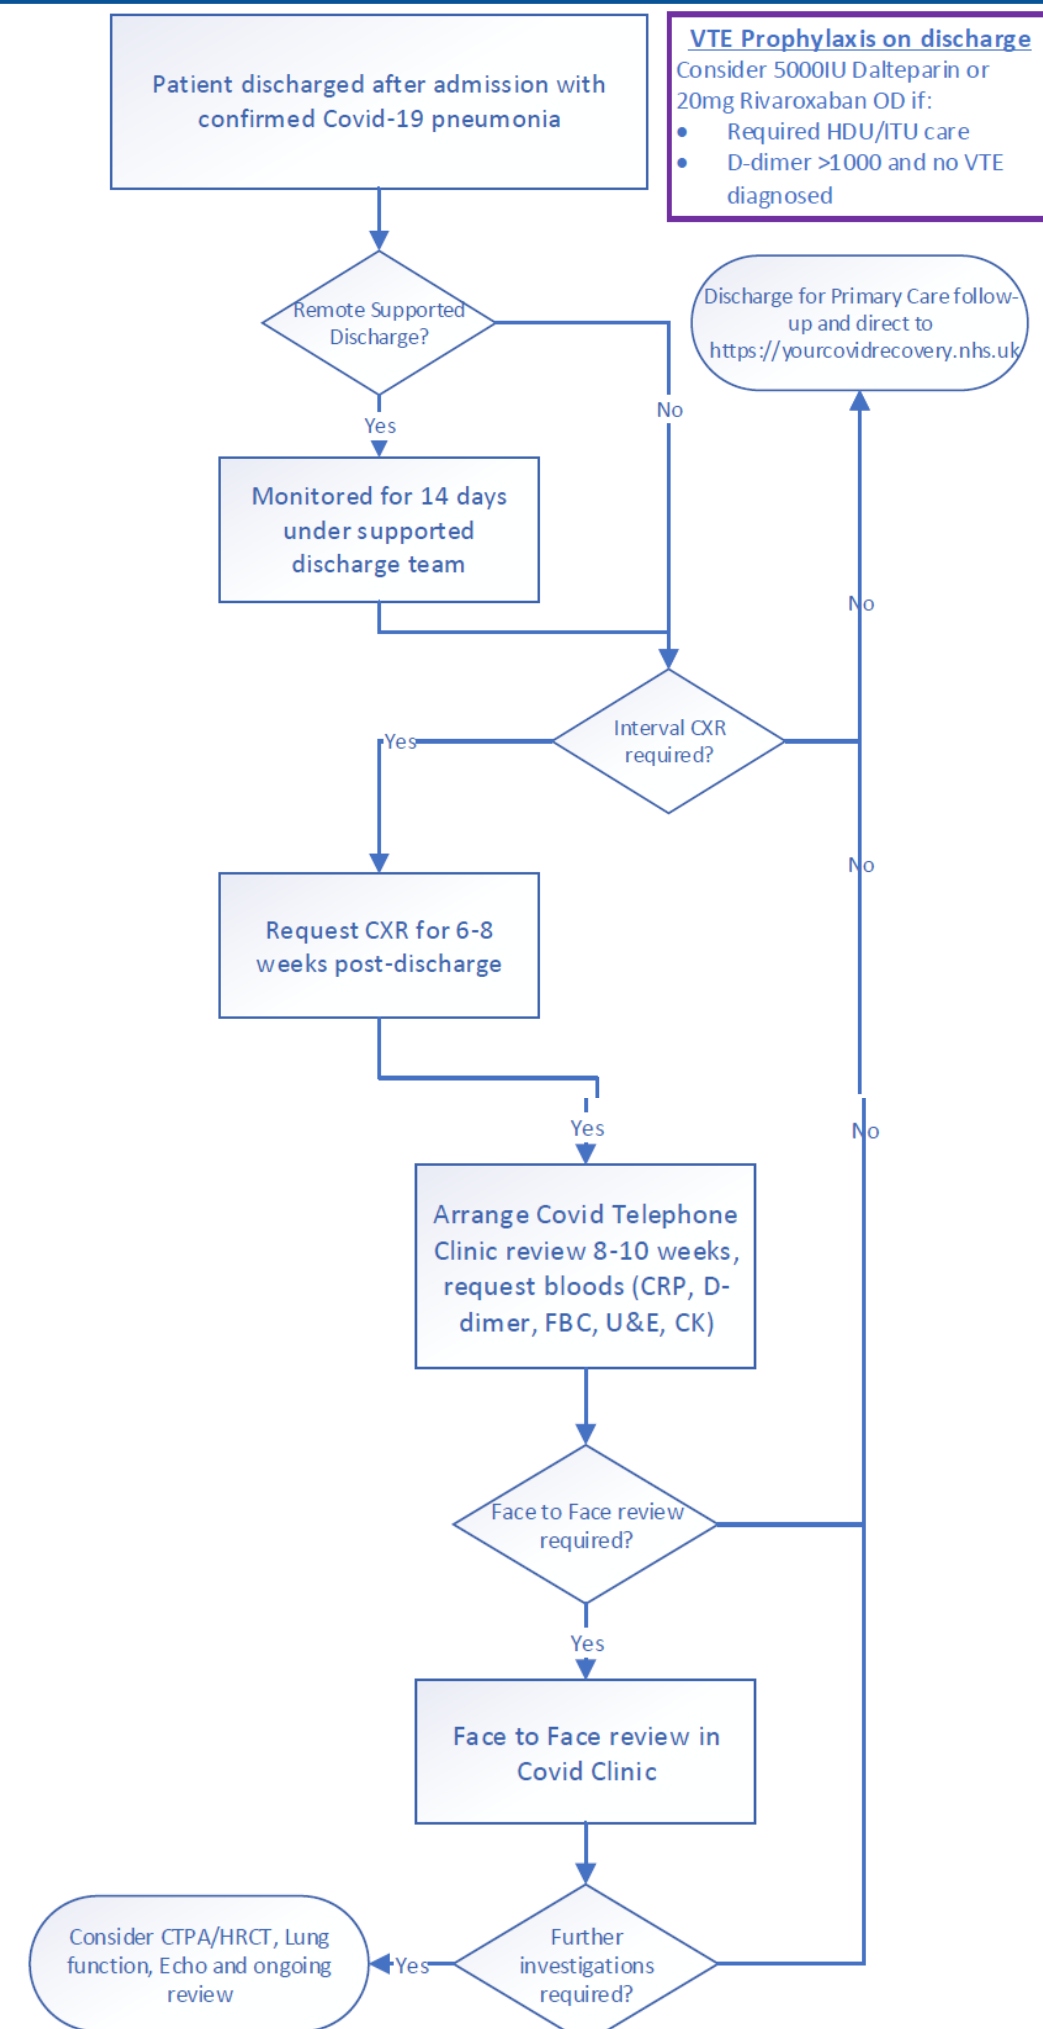 Patient discharged after admission with
confirmed Covid-19 pneumonia
VTE Prophylaxis on discharge
Consider 5000IU Dalteparin or
20mg Rivaroxaban OD if:
• Required HDU/ITU care
• D-dimer >1000 and no VTE
diagnosed
Remote Supported
Discharge?
Discharge for Primary Care follow-
up and direct to
https://yourcovidrecovery.nhs.uk
No
Yes
Monitored for 14 days
under supported
discharge team
No
Interval CXR
required?
Yes
No
Request CXR for 6-8
weeks post-discharge
Yes
No
Arrange Covid Telephone
Clinic review 8-10 weeks,
request bloods (CRP, D-
dimer, FBC, U&E, CK)
Face to Face review
required?
Yes
Face to Face review in
Covid Clinic
Consider CTPA/HRCT, Lung
function, Echo and ongoing
review
Yes
Further
investigations
required?